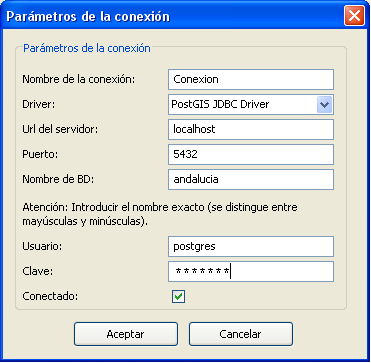 Parámetros de la conexión
Parámetros de la conexión
Nombre de la conexión: Conexion
Driver: PostGIS JDBC Driver
Url del servidor: localhost
Puerto: 5432
Nombre de BD: andalucia
Atención: Introducir el nombre exacto (se distingue entre
mayúsculas y minúsculas).
Usuario: postgres
Clave: *******
Conectado:
Aceptar Cancelar